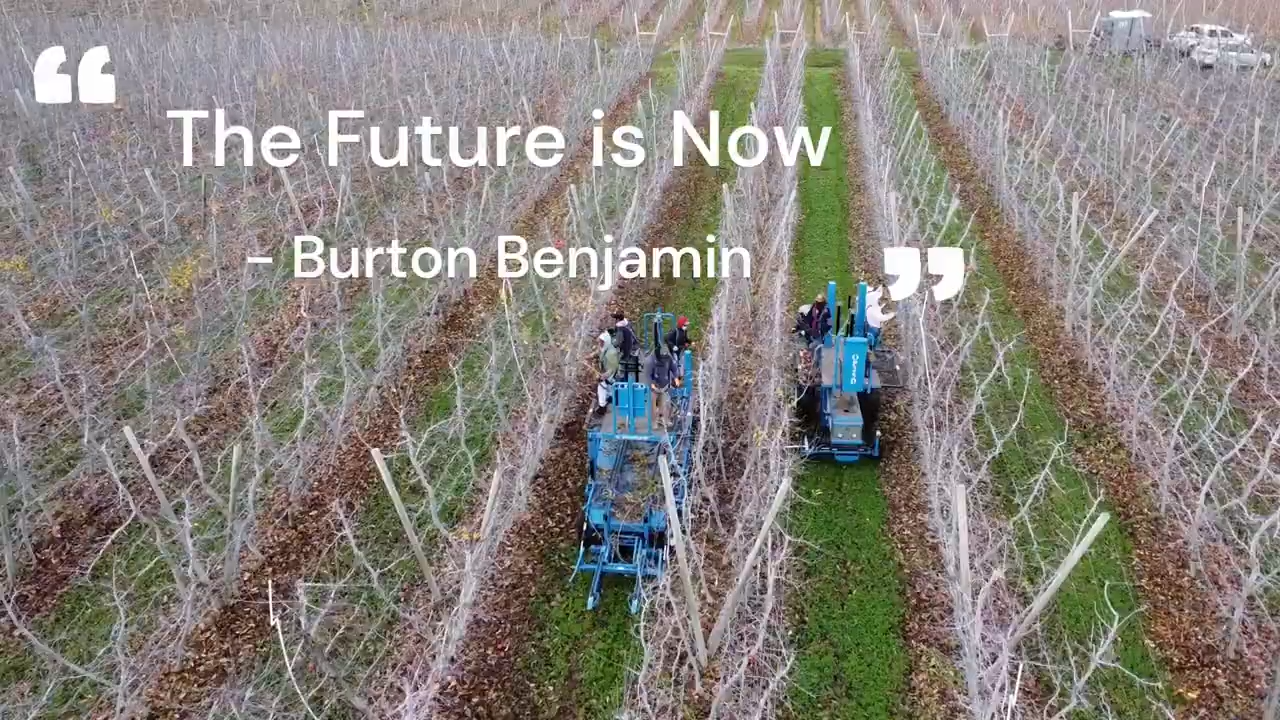 “
The Future is Now
– Burton Benjamin
”